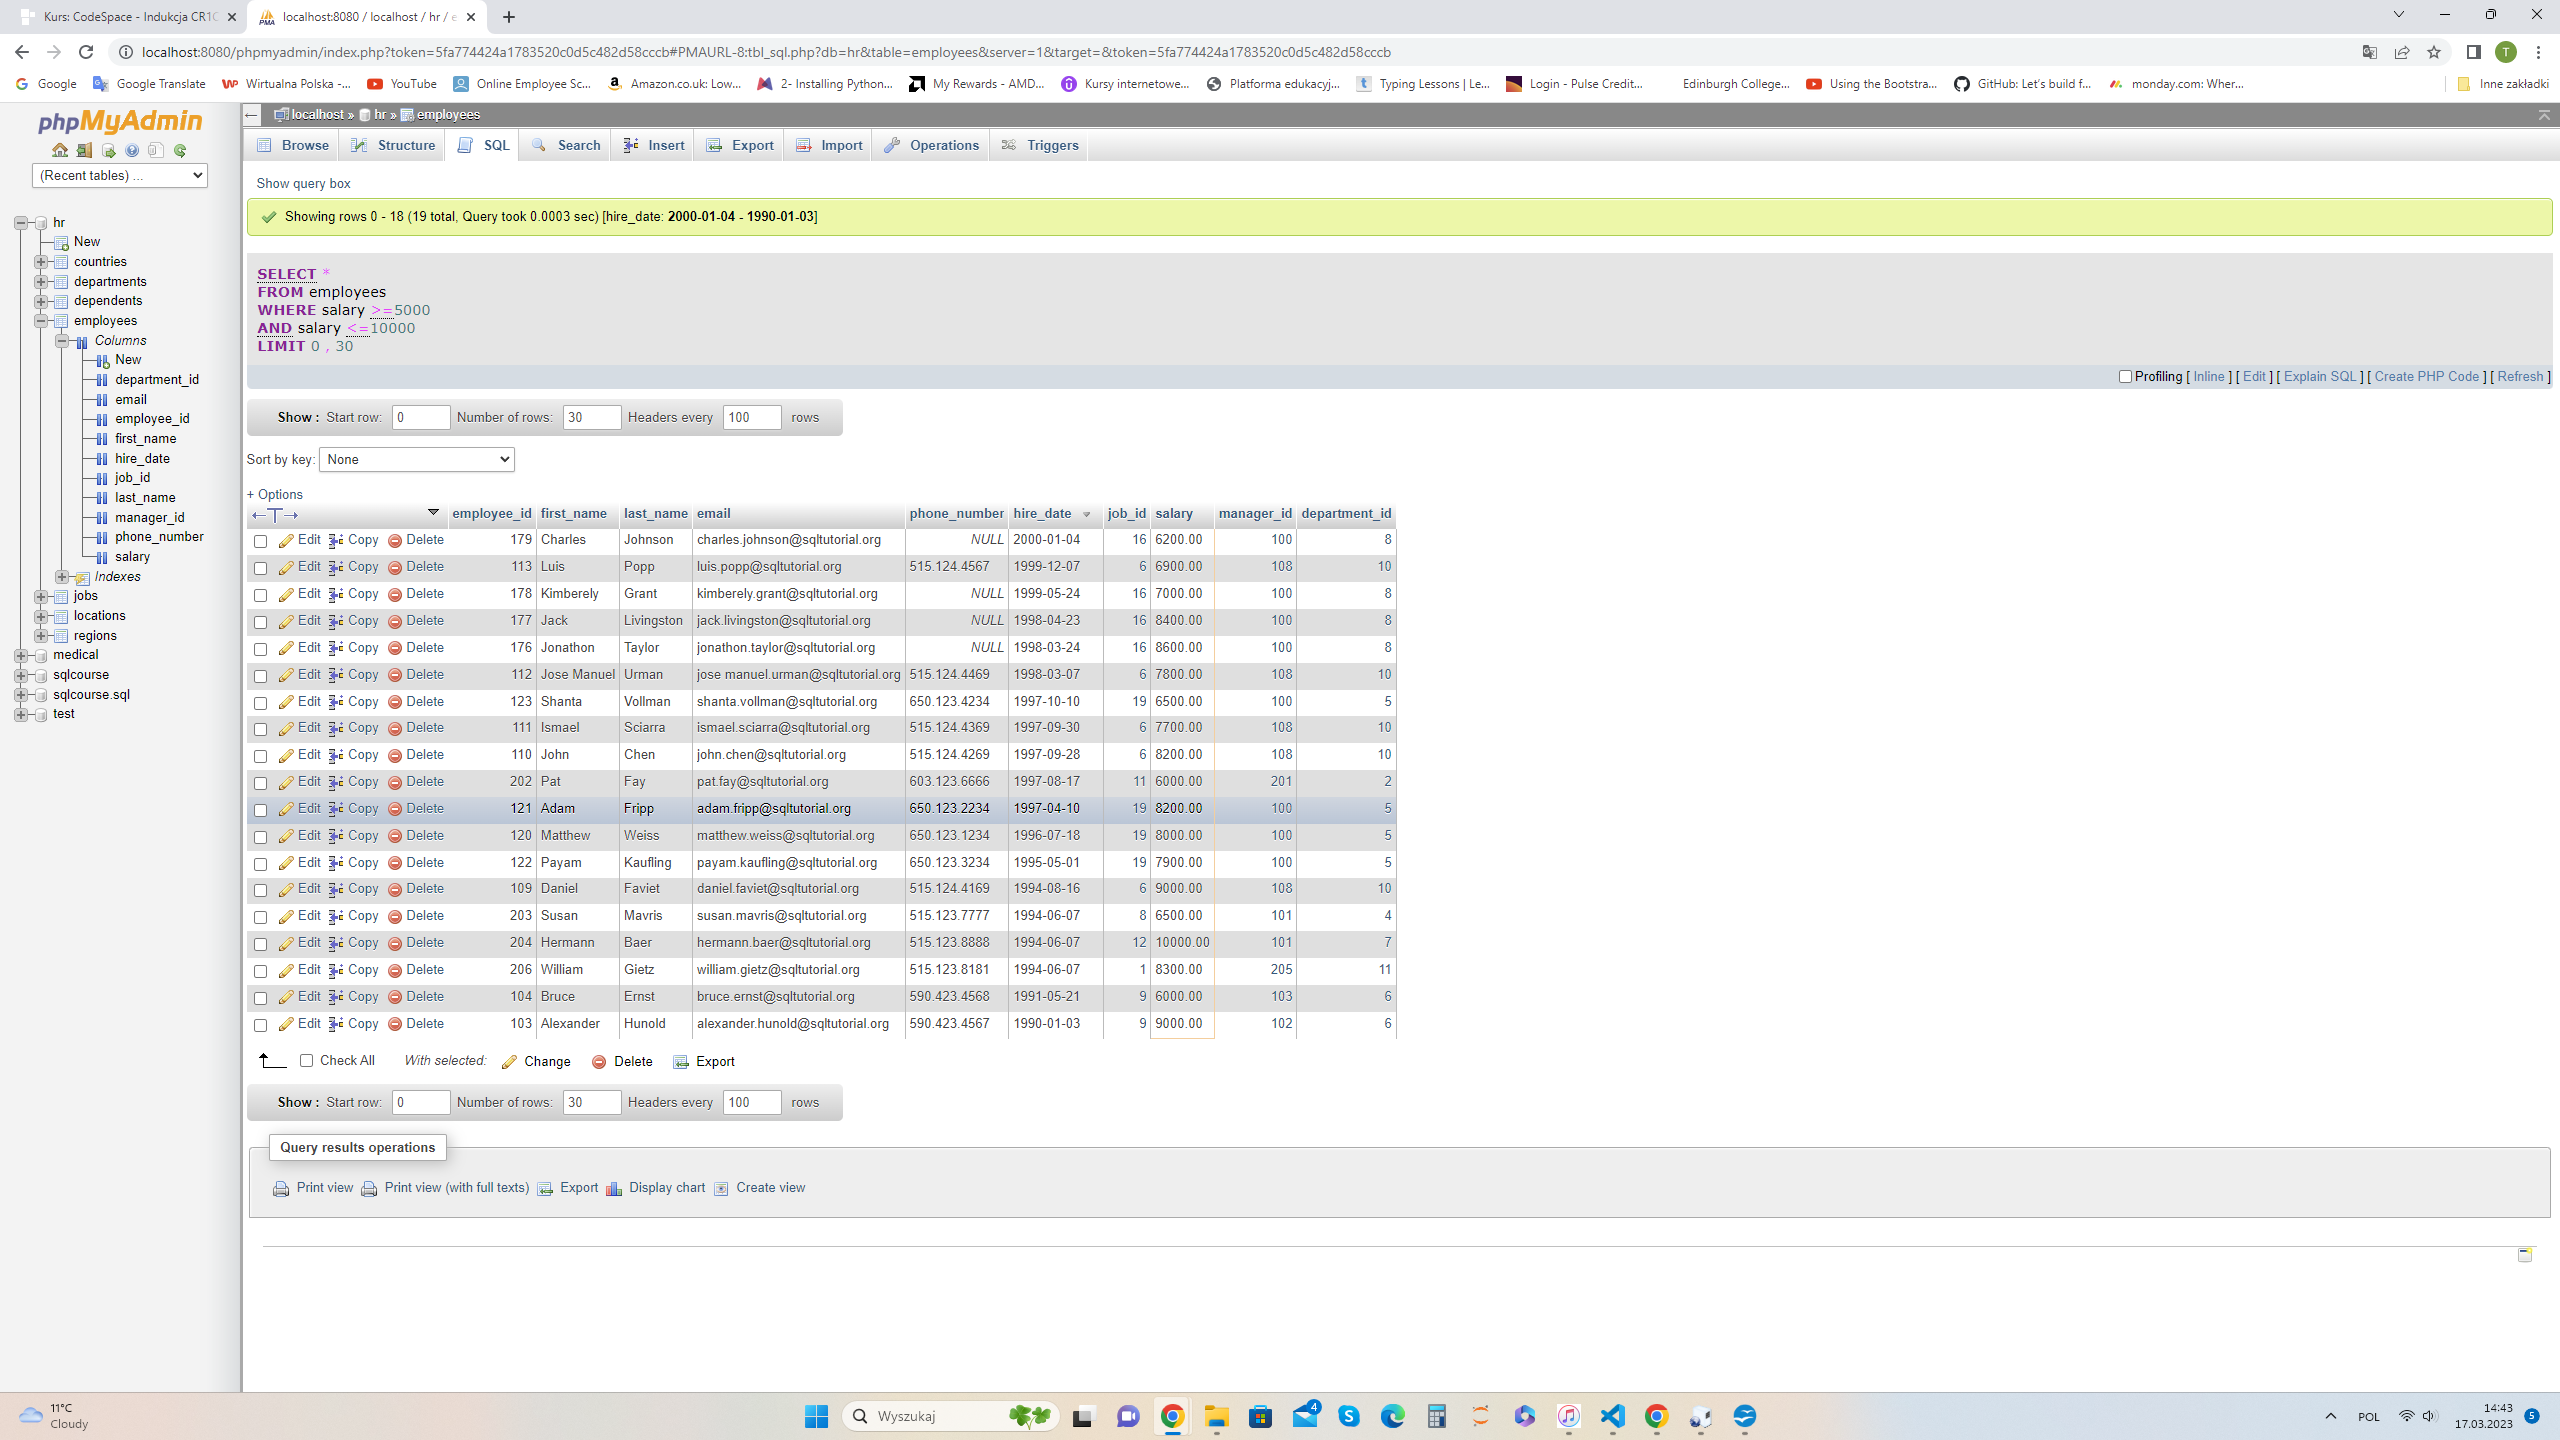 Kurs: CodeSpace - Indukcja CR1C
localhost:8080 / localhost / hr / e
localhost:8080/phpmyadmin/index.php?token=5fa774424a1783520c0d5c482d58cccb#PMAURL-8:tbl_sql.php?db=hr&table=employees&server=1&target=&token=5fa774424a1783520c0d5c482d58cccb
T
Google Google Translate Wirtualna Polska -... YouTube Online Employee Sc... Amazon.co.uk: Low... 2- Installing Python... My Rewards - AMD... Kursy internetowe... Platforma edukacyj... Typing Lessons | Le... Login - Pulse Credit... Edinburgh College... Using the Bootstra... GitHub: Let's build f... monday.com: Wher... Inne zakładki
phpMyAdmin
(Recent tables) ...
hr
New
countries
departments
dependents
employees
Columns
New
department_id
email
employee_id
first_name
hire_date
job_id
last_name
manager_id
phone_number
salary
Indexes
jobs
locations
regions
medical
sqlcourse
sqlcourse.sql
test
localhost » hr » employees
Browse Structure SQL Search Insert Export Import Operations Triggers
Show query box
Showing rows 0 - 18 (19 total, Query took 0.0003 sec) [hire_date: 2000-01-04 - 1990-01-03]
SELECT *
FROM employees
WHERE salary >=5000
AND salary <=10000
LIMIT 0 , 30
Profiling [ Inline ] [ Edit ] [ Explain SQL ] [ Create PHP Code ] [ Refresh ]
Show : Start row: 0 Number of rows: 30 Headers every 100 rows
Sort by key: None
+ Options
employee_id first_name last_name email phone_number hire_date job_id salary manager_id department_id
Edit Copy Delete 179 Charles Johnson charles.johnson@sqltutorial.org NULL 2000-01-04 16 6200.00 100 8
Edit Copy Delete 113 Luis Popp luis.popp@sqltutorial.org 515.124.4567 1999-12-07 6 6900.00 108 10
Edit Copy Delete 178 Kimberely Grant kimberely.grant@sqltutorial.org NULL 1999-05-24 16 7000.00 100 8
Edit Copy Delete 177 Jack Livingston jack.livingston@sqltutorial.org NULL 1998-04-23 16 8400.00 100 8
Edit Copy Delete 176 Jonathon Taylor jonathon.taylor@sqltutorial.org NULL 1998-03-24 16 8600.00 100 8
Edit Copy Delete 112 Jose Manuel Urman jose manuel.urman@sqltutorial.org 515.124.4469 1998-03-07 6 7800.00 108 10
Edit Copy Delete 123 Shanta Vollman shanta.vollman@sqltutorial.org 650.123.4234 1997-10-10 19 6500.00 100 5
Edit Copy Delete 111 Ismael Sciarra ismael.sciarra@sqltutorial.org 515.124.4369 1997-09-30 6 7700.00 108 10
Edit Copy Delete 110 John Chen john.chen@sqltutorial.org 515.124.4269 1997-09-28 6 8200.00 108 10
Edit Copy Delete 202 Pat Fay pat.fay@sqltutorial.org 603.123.6666 1997-08-17 11 6000.00 201 2
Edit Copy Delete 121 Adam Fripp adam.fripp@sqltutorial.org 650.123.2234 1997-04-10 19 8200.00 100 5
Edit Copy Delete 120 Matthew Weiss matthew.weiss@sqltutorial.org 650.123.1234 1996-07-18 19 8000.00 100 5
Edit Copy Delete 122 Payam Kaufling payam.kaufling@sqltutorial.org 650.123.3234 1995-05-01 19 7900.00 100 5
Edit Copy Delete 109 Daniel Faviet daniel.faviet@sqltutorial.org 515.124.4169 1994-08-16 6 9000.00 108 10
Edit Copy Delete 203 Susan Mavris susan.mavris@sqltutorial.org 515.123.7777 1994-06-07 8 6500.00 101 4
Edit Copy Delete 204 Hermann Baer hermann.baer@sqltutorial.org 515.123.8888 1994-06-07 12 10000.00 101 7
Edit Copy Delete 206 William Gietz william.gietz@sqltutorial.org 515.123.8181 1994-06-07 1 8300.00 205 11
Edit Copy Delete 104 Bruce Ernst bruce.ernst@sqltutorial.org 590.423.4568 1991-05-21 9 6000.00 103 6
Edit Copy Delete 103 Alexander Hunold alexander.hunold@sqltutorial.org 590.423.4567 1990-01-03 9 9000.00 102 6
Check All With selected: Change Delete Export
Show : Start row: 0 Number of rows: 30 Headers every 100 rows
Query results operations
Print view Print view (with full texts) Export Display chart Create view
11°C
Cloudy
Wyszukaj
4
POL
14:43
17.03.2023
5